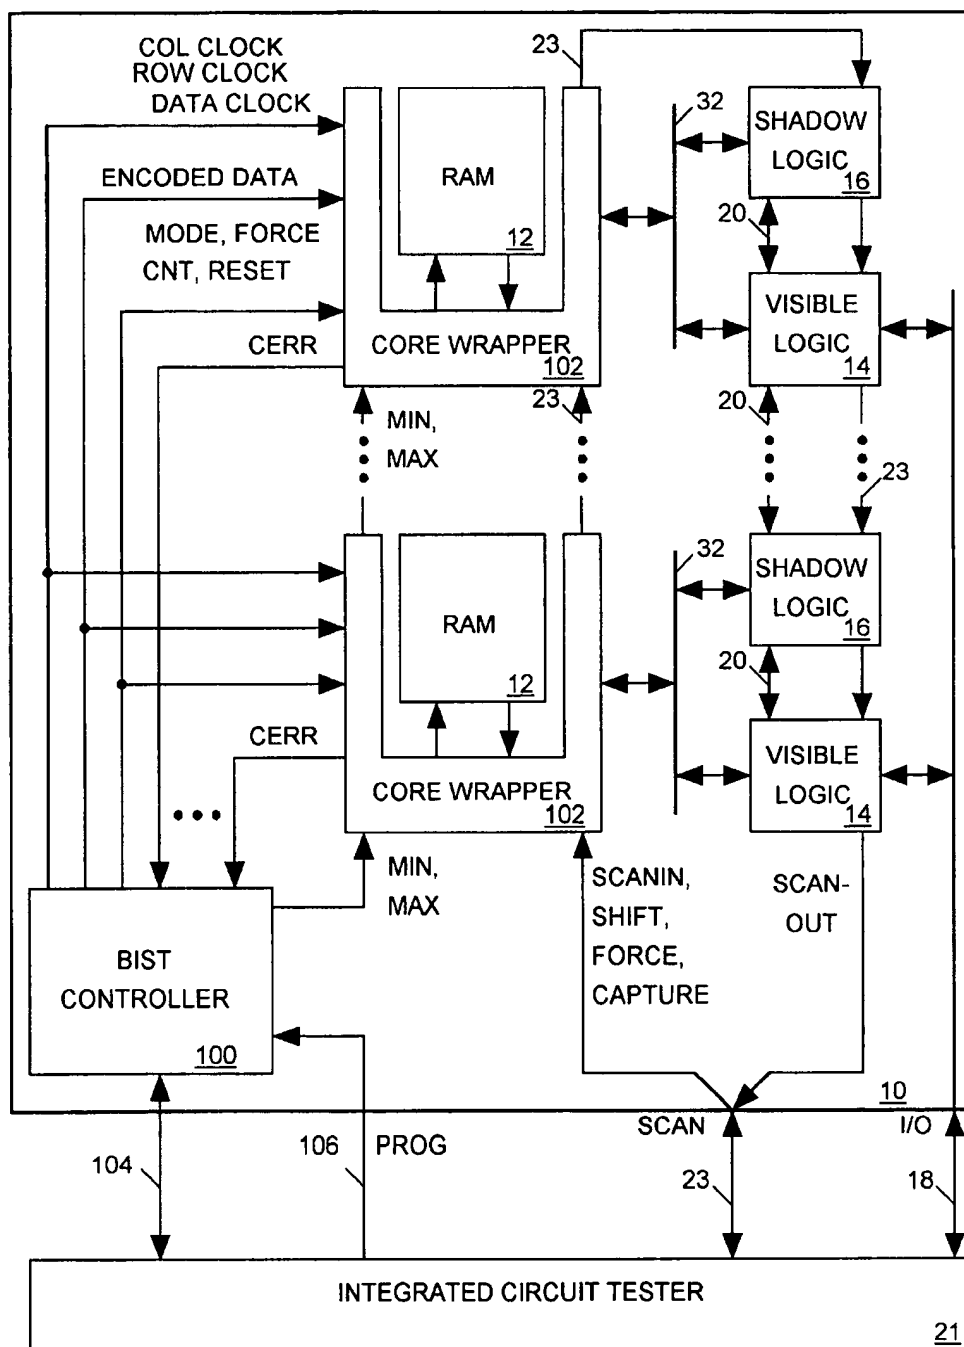 COL CLOCK
ROW CLOCK
DATA CLOCK
ENCODED DATA
MODE, FORCE
CNT, RESET
CERR
RAM
12
CORE WRAPPER
102
23
32
SHADOW
LOGIC
16
20
VISIBLE
LOGIC
14
MIN,
MAX
23
20
23
RAM
12
CORE WRAPPER
102
32
SHADOW
LOGIC
16
20
VISIBLE
LOGIC
14
CERR
MIN,
MAX
SCANIN,
SHIFT,
FORCE,
CAPTURE
SCAN-
OUT
BIST
CONTROLLER
100
10
SCAN
I/O
104
106
PROG
23
18
INTEGRATED CIRCUIT TESTER
21